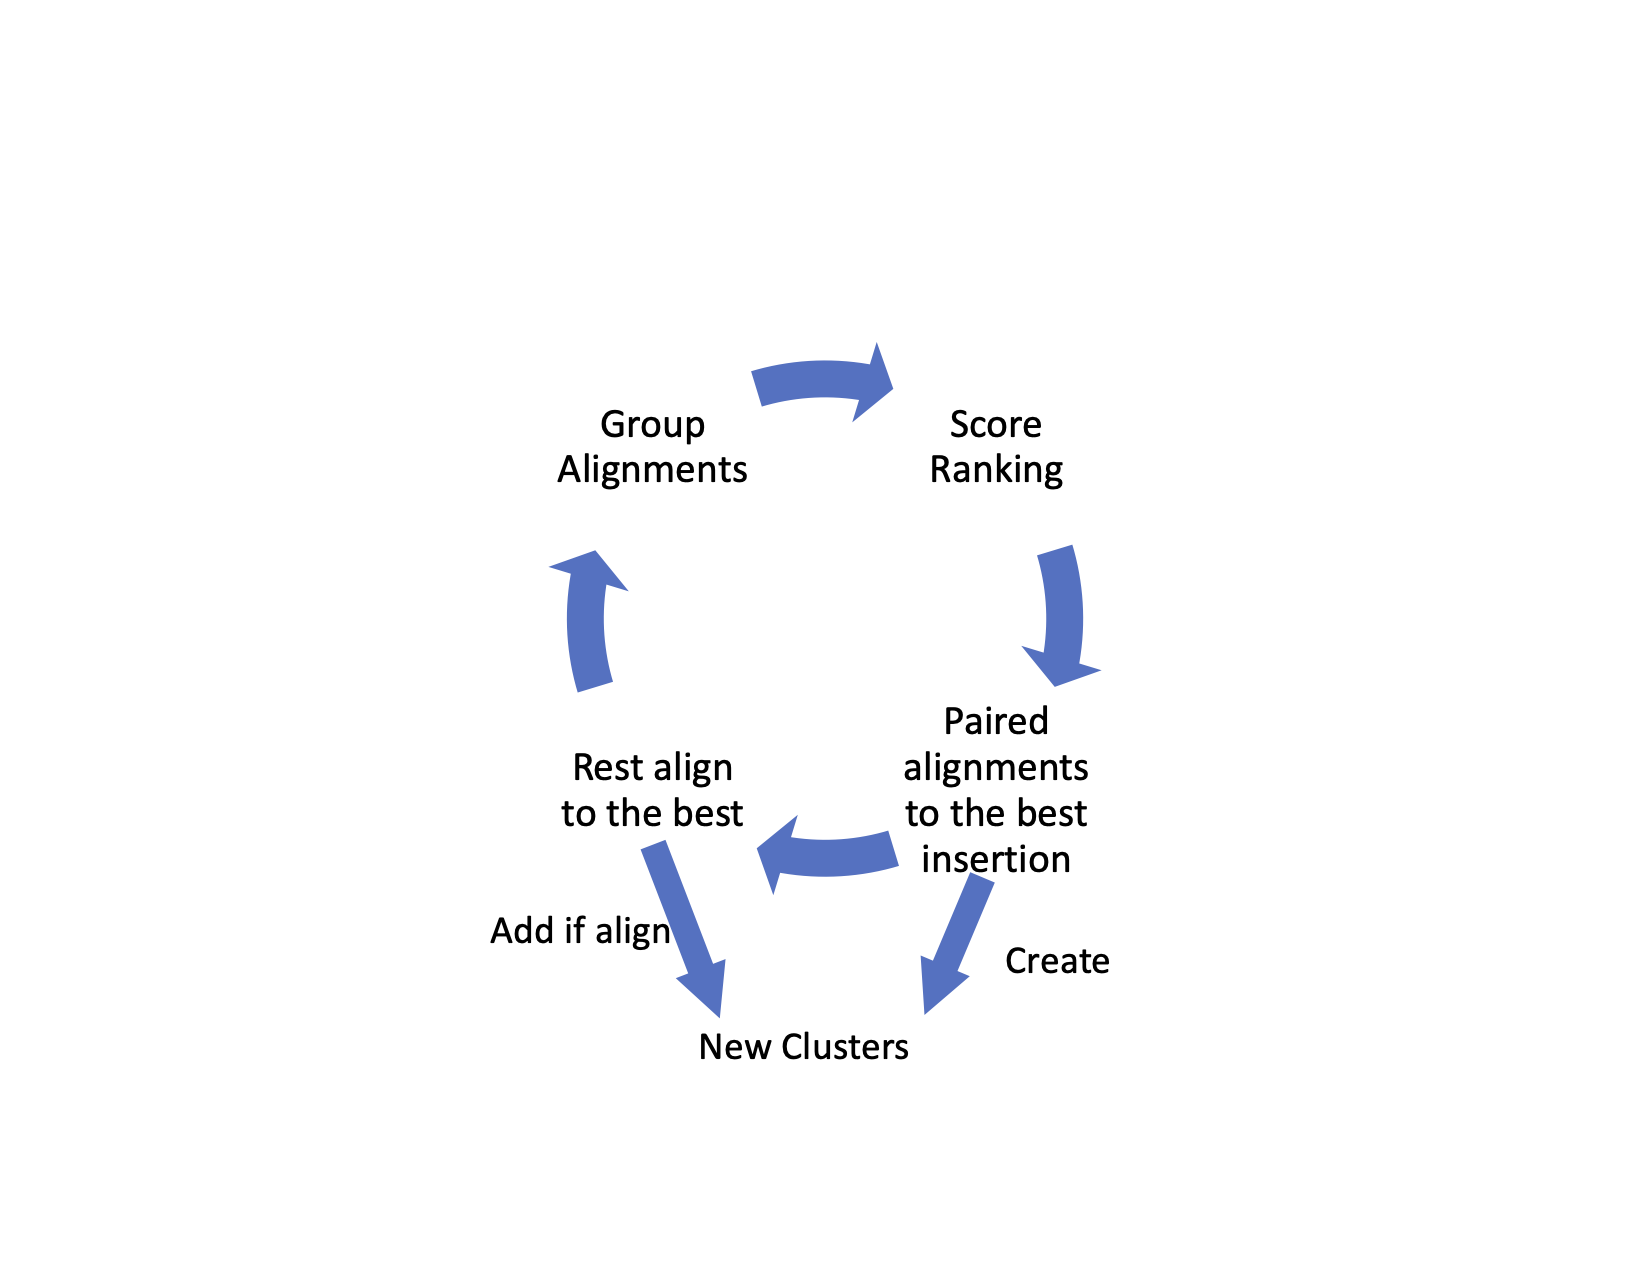 Group
Alignments
Score
Ranking
Paired
alignments
to the best
insertion
Rest align
to the best
Add if align
Create
New Clusters